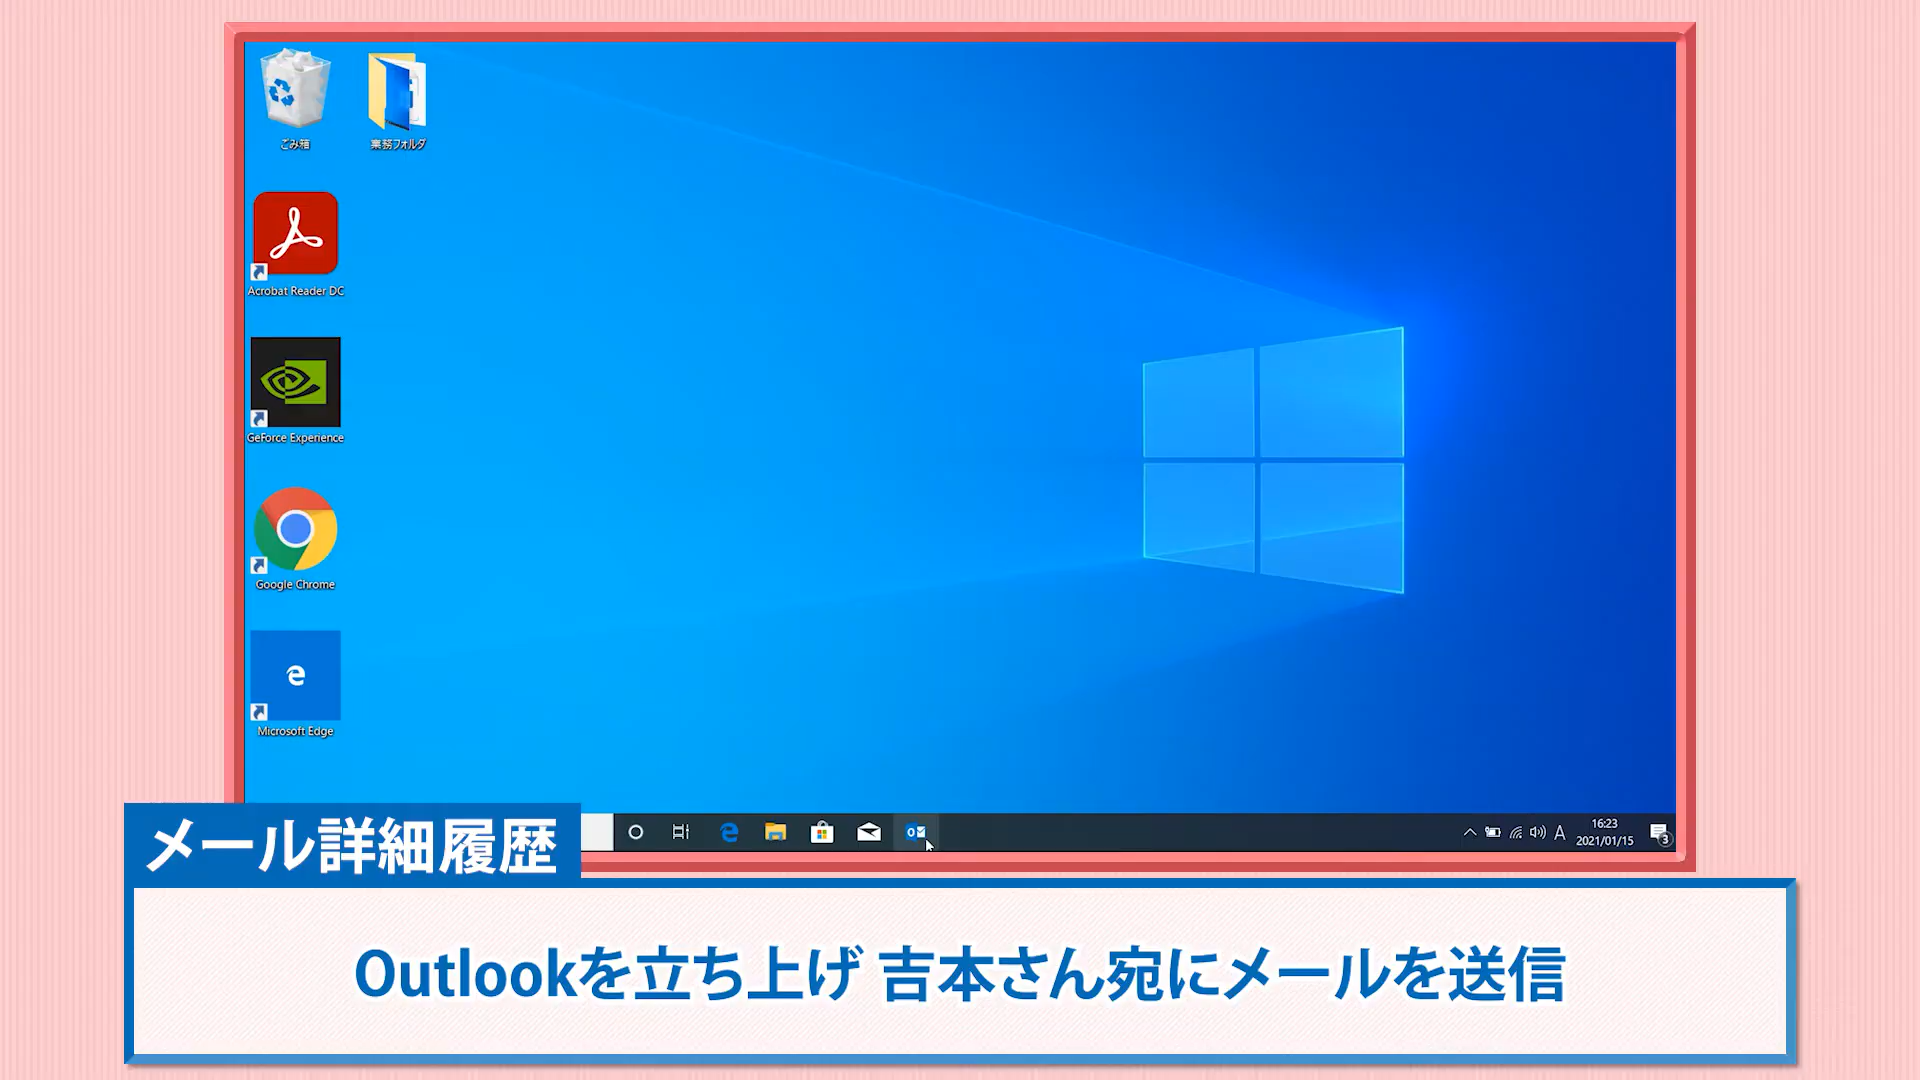 ごみ箱
業務フォルダ
Acrobat Reader DC
GeForce Experience
Google Chrome
Microsoft Edge
A
16:23
2021/01/15
3
メール詳細履歴
Outlookを立ち上げ 吉本さん宛にメールを送信